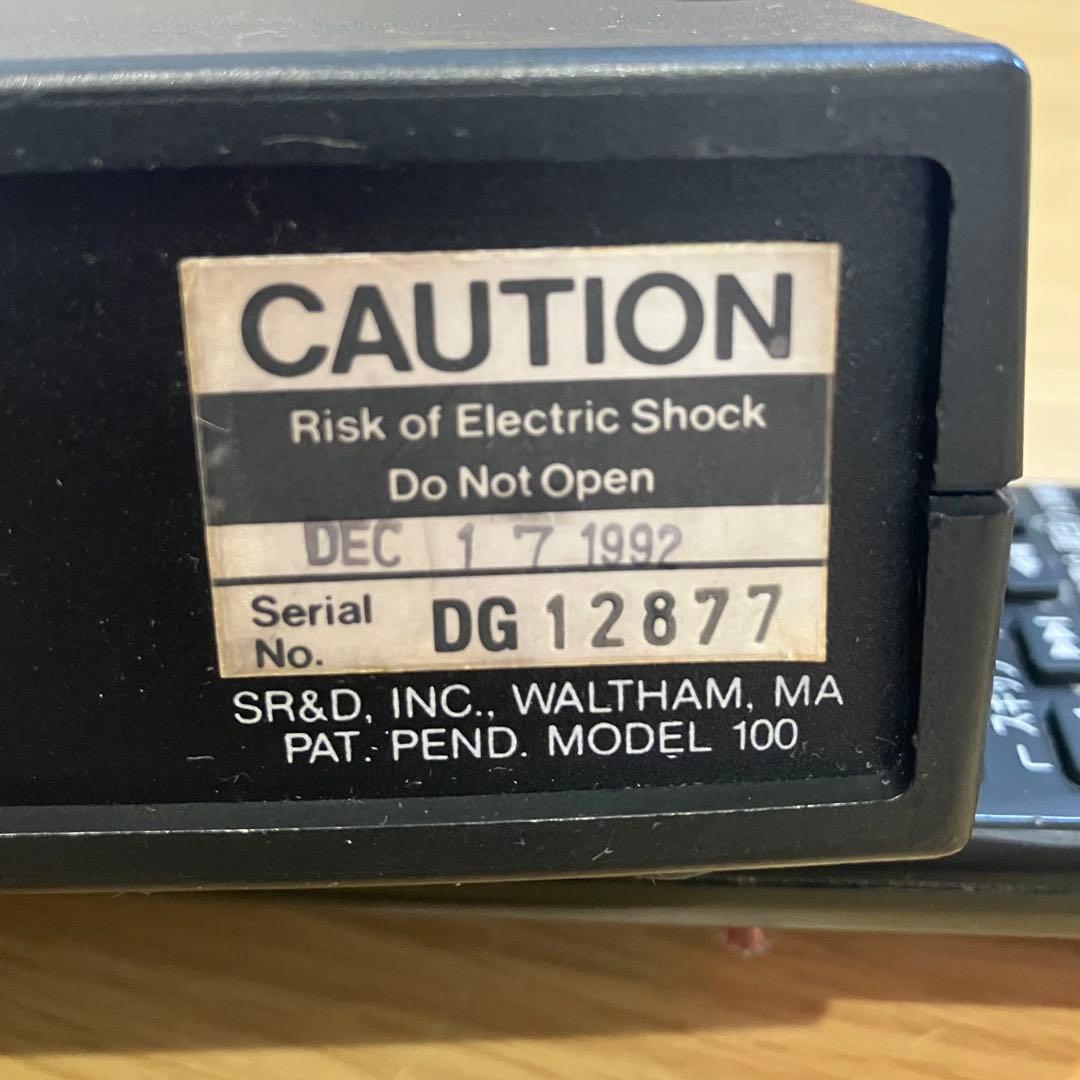 CAUTION
Risk of Electric Shock
Do Not Open
DEC 17 1992
Serial
No. DG 12877
SR&D, INC., WALTHAM, MA
PAT. PEND. MODEL 100